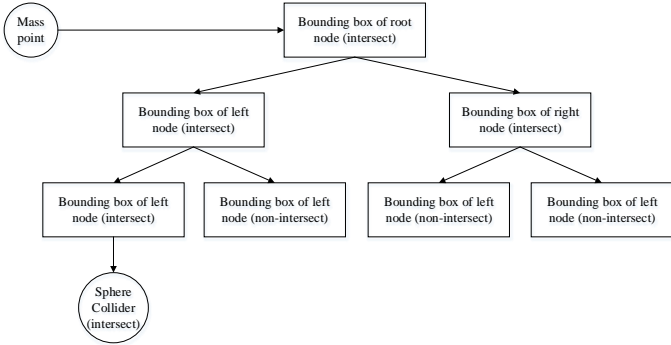 Mass
point
Bounding box of root
node (intersect)
Bounding box of left
node (intersect)
Bounding box of right
node (intersect)
Bounding box of left
node (intersect)
Bounding box of left
node (non-intersect)
Bounding box of left
node (non-intersect)
Bounding box of left
node (non-intersect)
Sphere
Collider
(intersect)